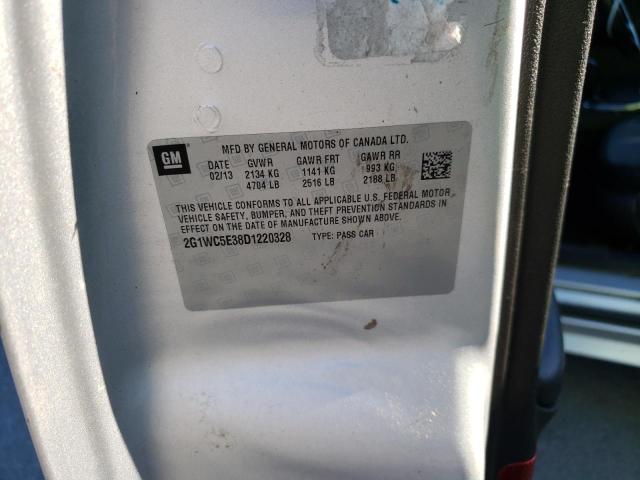 GM
MFD BY GENERAL MOTORS OF CANADA LTD.
DATE GVWR GAWR FRT GAWR RR
02/13 2134 KG 1141 KG 993 KG
4704 LB 2516 LB 2188 LB
THIS VEHICLE CONFORMS TO ALL APPLICABLE U.S. FEDERAL MOTOR
VEHICLE SAFETY, BUMPER, AND THEFT PREVENTION STANDARDS
IN EFFECT ON THE DATE OF MANUFACTURE SHOWN ABOVE.
2G1WC5E38D1220328 TYPE: PASS CAR